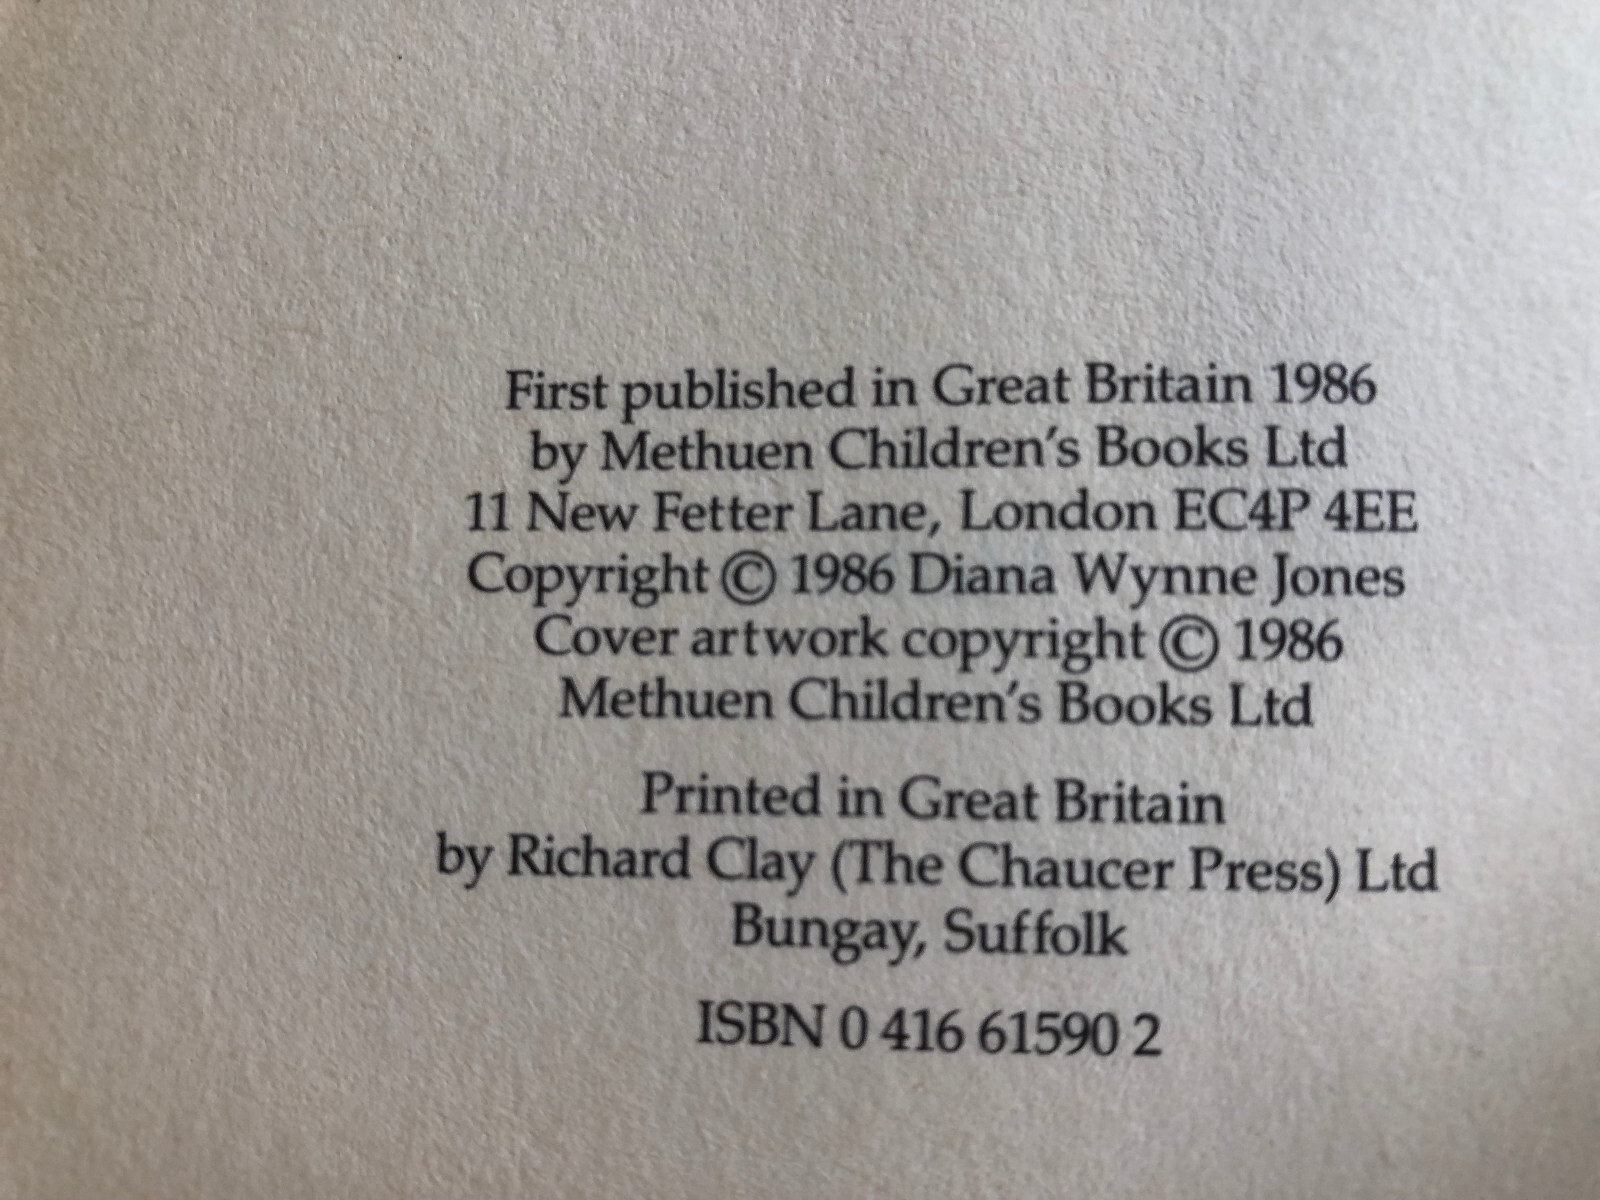 First published in Great Britain 1986
by Methuen Children's Books Ltd
11 New Fetter Lane, London EC4P 4EE
Copyright © 1986 Diana Wynne Jones
Cover artwork copyright © 1986
Methuen Children's Books Ltd
Printed in Great Britain
by Richard Clay (The Chaucer Press) Ltd
Bungay, Suffolk
ISBN 0 416 61590 2